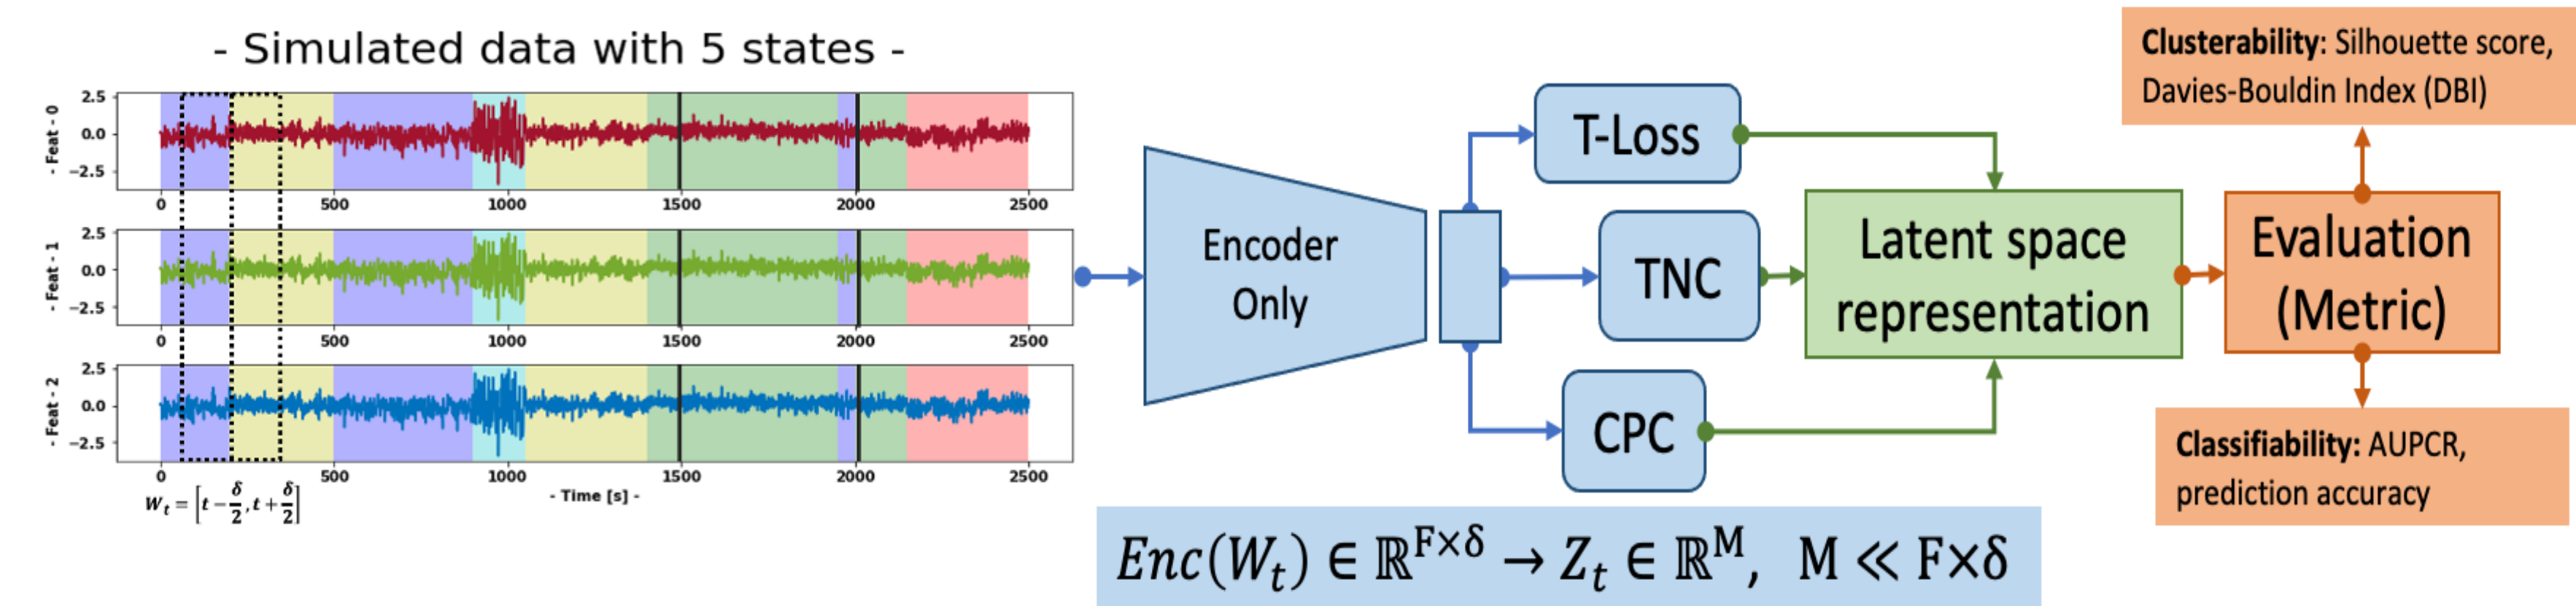 - Simulated data with 5 states -
- Feat - 0
2.5
0.0
−2.5
0 500 1000 1500 2000 2500
- Feat - 1
2.5
0.0
−2.5
0 500 1000 1500 2000 2500
- Feat - 2
2.5
0.0
−2.5
0 500 1000 1500 2000 2500
- Time [s] -
W_t = [t − δ/2, t + δ/2]
Encoder
Only
T-Loss
TNC
CPC
Latent space
representation
Evaluation
(Metric)
Clusterability: Silhouette score,
Davies-Bouldin Index (DBI)
Classifiability: AUPCR,
prediction accuracy
Enc(W_t) ∈ ℝ^{F×δ} → Z_t ∈ ℝ^M, M ≪ F×δ